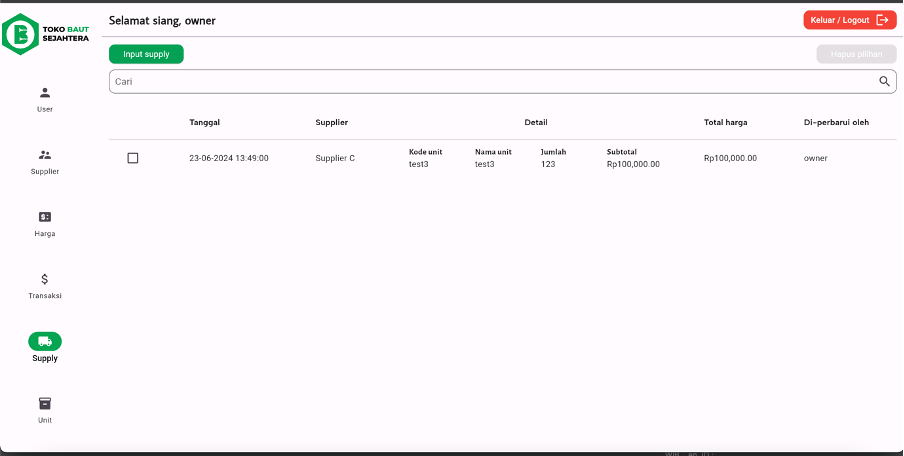 TOKO BAUT
SEJAHTERA
Selamat siang, owner
Keluar / Logout
Input supply
Hapus pilihan
Cari
User
Supplier
Harga
Transaksi
Supply
Unit
Tanggal Supplier Detail Total harga Di-perbarui oleh
Kode unit Nama unit Jumlah Subtotal
23-06-2024 13:49:00 Supplier C test3 test3 123 Rp100,000.00 Rp100,000.00 owner